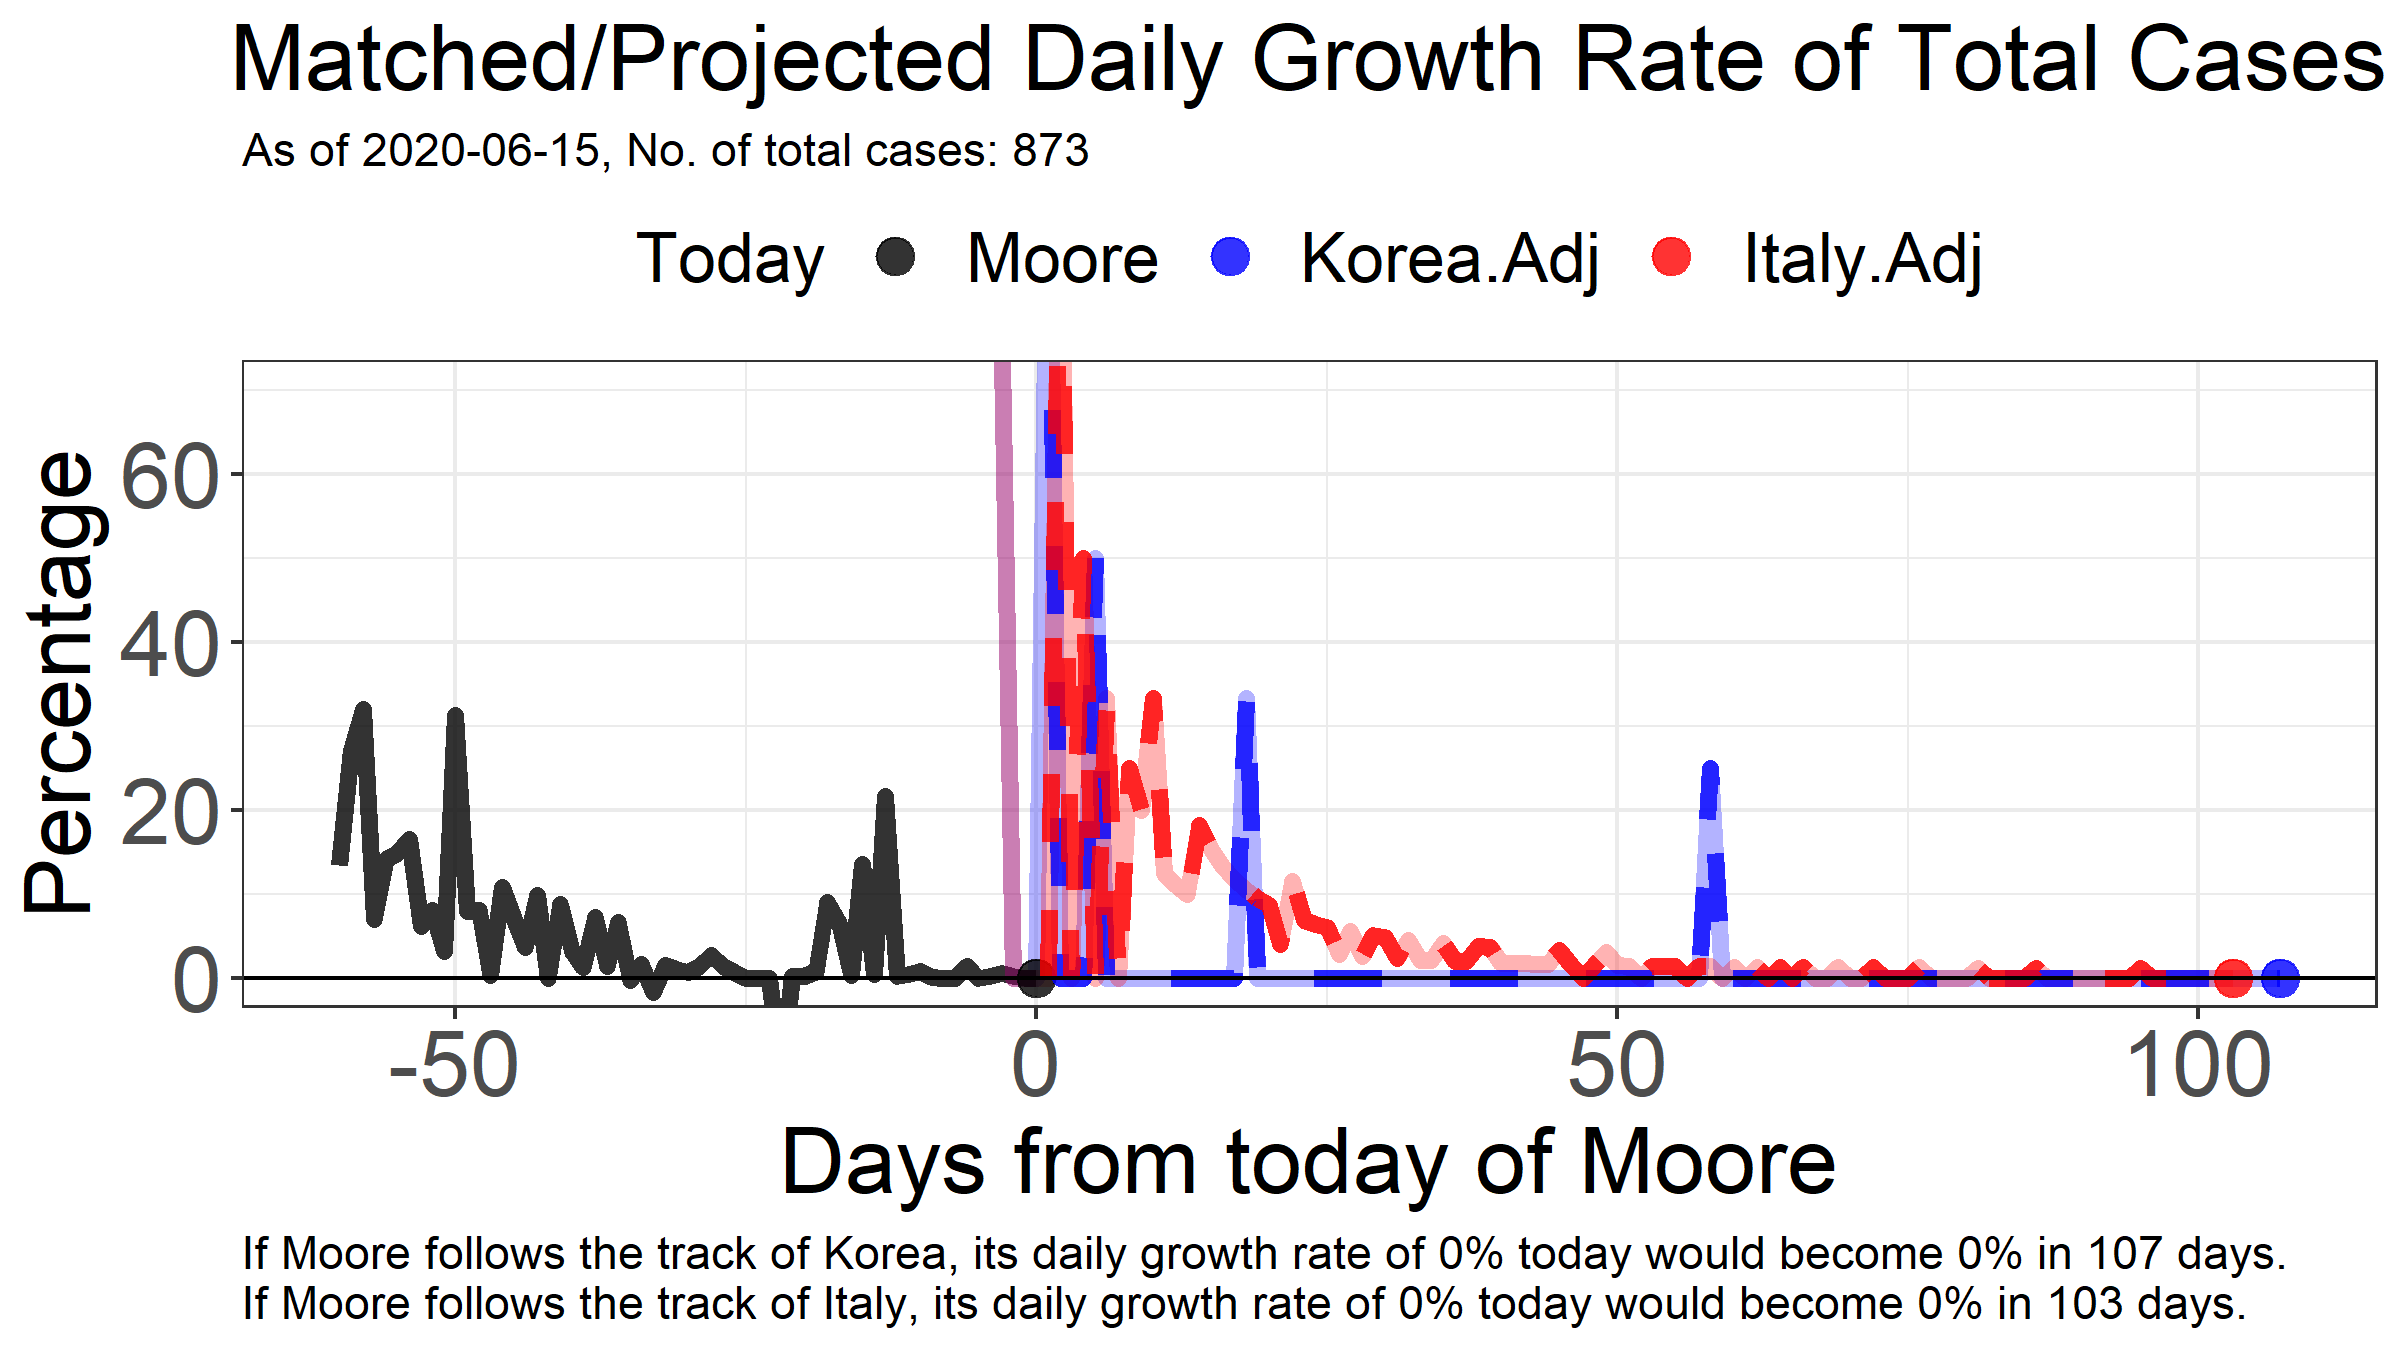 Matched/Projected Daily Growth Rate of Total Cases
As of 2020-06-15, No. of total cases: 873
Today Moore Korea.Adj Italy.Adj
Percentage
60
40
20
0
-50 0 50 100
Days from today of Moore
If Moore follows the track of Korea, its daily growth rate of 0% today would become 0% in 107 days.
If Moore follows the track of Italy, its daily growth rate of 0% today would become 0% in 103 days.